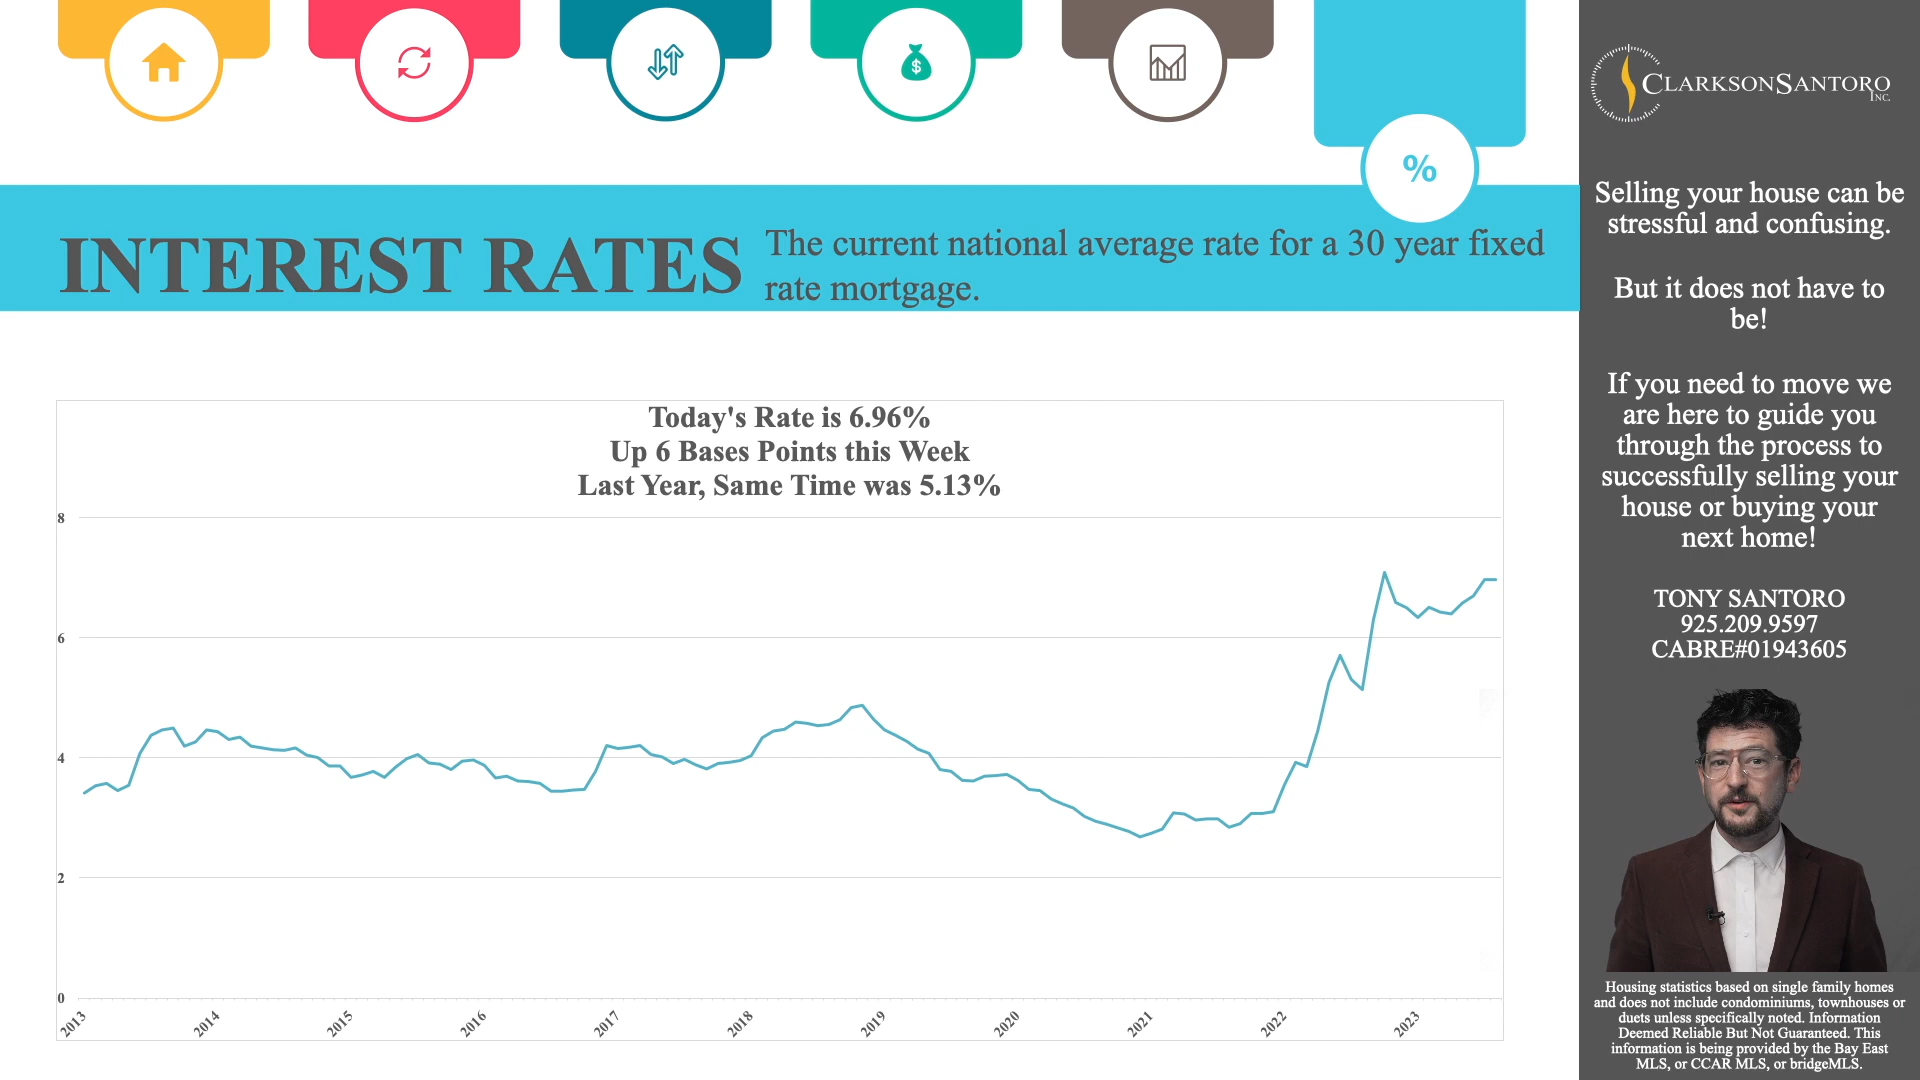 %
$
CLARKSONSANTORO
INC.
INTEREST RATES
The current national average rate for a 30 year fixed
rate mortgage.
Today's Rate is 6.96%
Up 6 Bases Points this Week
Last Year, Same Time was 5.13%
8
6
4
2
0
2013
2014
2015
2016
2017
2018
2019
2020
2021
2022
2023
Selling your house can be
stressful and confusing.
But it does not have to
be!
If you need to move we
are here to guide you
through the process to
successfully selling your
house or buying your
next home!
TONY SANTORO
925.209.9597
CABRE#01943605
Housing statistics based on single family homes
and does not include condominiums, townhouses or
duets unless specifically noted. Information
Deemed Reliable But Not Guaranteed. This
information is being provided by the Bay East
MLS, or CCAR MLS, or bridgeMLS.